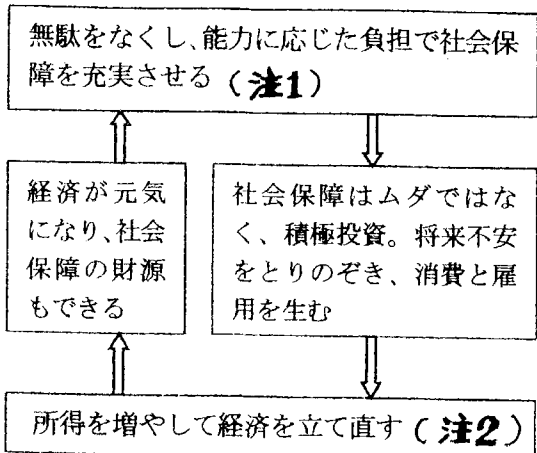 無駄をなくし、能力に応じた負担で社会保
障を充実させる（注1）
経済が元気
になり、社会
保障の財源
もできる
社会保障はムダではな
く、積極投資。将来不安
をとりのぞき、消費と雇
用を生む
所得を増やして経済を立て直す（注2）